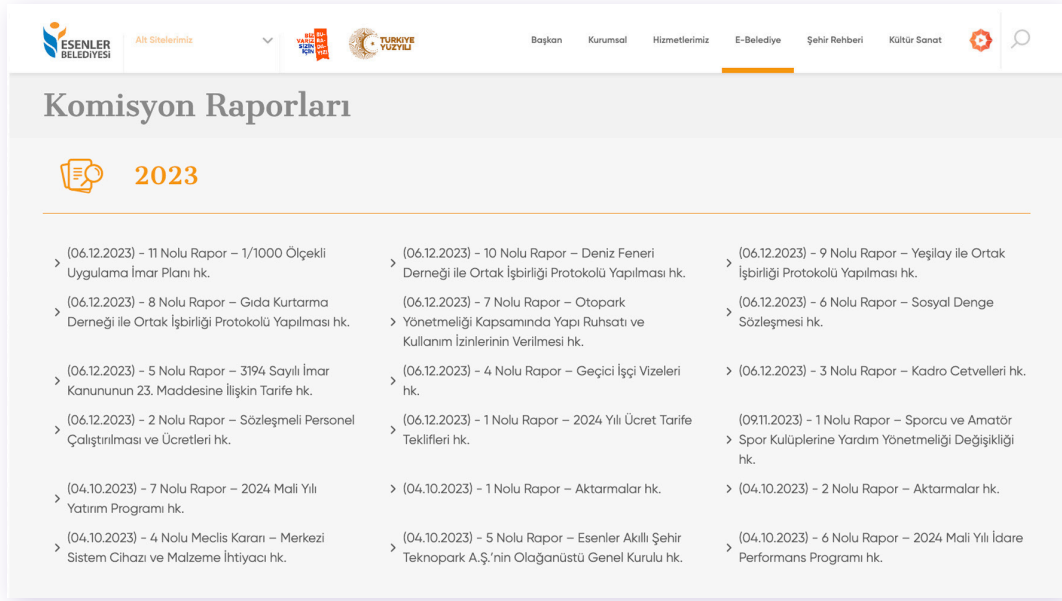 ESENLER
BELEDİYESİ
Alt Sitelerimiz
BİZ
VARIZ
SİZİN
İÇİN
BU-
RA-
DA-
YIZ!
TÜRKİYE
YÜZYILI
Başkan
Kurumsal
Hizmetlerimiz
E-Belediye
Şehir Rehberi
Kültür Sanat
Komisyon Raporları
2023
(06.12.2023) - 11 Nolu Rapor – 1/1000 Ölçekli
Uygulama İmar Planı hk.
(06.12.2023) - 10 Nolu Rapor – Deniz Feneri
Derneği ile Ortak İşbirliği Protokolü Yapılması hk.
(06.12.2023) - 9 Nolu Rapor – Yeşilay ile Ortak
İşbirliği Protokolü Yapılması hk.
(06.12.2023) - 8 Nolu Rapor – Gıda Kurtarma
Derneği ile Ortak İşbirliği Protokolü Yapılması hk.
(06.12.2023) - 7 Nolu Rapor – Otopark
Yönetmeliği Kapsamında Yapı Ruhsatı ve
Kullanım İzinlerinin Verilmesi hk.
(06.12.2023) - 6 Nolu Rapor – Sosyal Denge
Sözleşmesi hk.
(06.12.2023) - 5 Nolu Rapor – 3194 Sayılı İmar
Kanununun 23. Maddesine İlişkin Tarife hk.
(06.12.2023) - 4 Nolu Rapor – Geçici İşçi Vizeleri
hk.
(06.12.2023) - 3 Nolu Rapor – Kadro Cetvelleri hk.
(06.12.2023) - 2 Nolu Rapor – Sözleşmeli Personel
Çalıştırılması ve Ücretleri hk.
(06.12.2023) - 1 Nolu Rapor – 2024 Yılı Ücret Tarife
Teklifleri hk.
(09.11.2023) - 1 Nolu Rapor – Sporcu ve Amatör
Spor Kulüplerine Yardım Yönetmeliği Değişikliği
hk.
(04.10.2023) - 7 Nolu Rapor – 2024 Mali Yılı
Yatırım Programı hk.
(04.10.2023) - 1 Nolu Rapor – Aktarmalar hk.
(04.10.2023) - 2 Nolu Rapor – Aktarmalar hk.
(04.10.2023) - 4 Nolu Meclis Kararı – Merkezi
Sistem Cihazı ve Malzeme İhtiyacı hk.
(04.10.2023) - 5 Nolu Rapor – Esenler Akıllı Şehir
Teknopark A.Ş.’nin Olağanüstü Genel Kurulu hk.
(04.10.2023) - 6 Nolu Rapor – 2024 Mali Yılı İdare
Performans Programı hk.